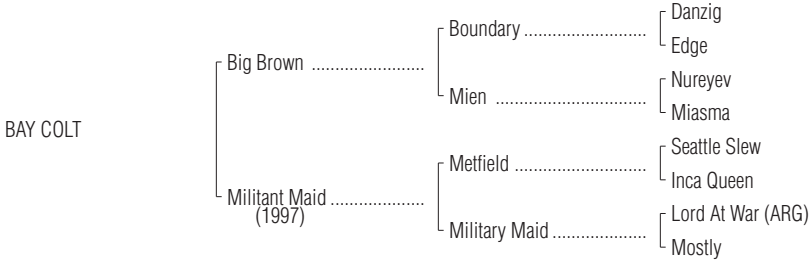 Danzig
Boundary ..........................
Edge
Big Brown ........................
Nureyev
Mien ................................
Miasma
BAY COLT
Seattle Slew
Metfield ............................
Inca Queen
Militant Maid ....................
(1997)
Lord At War (ARG)
Military Maid ....................
Mostly